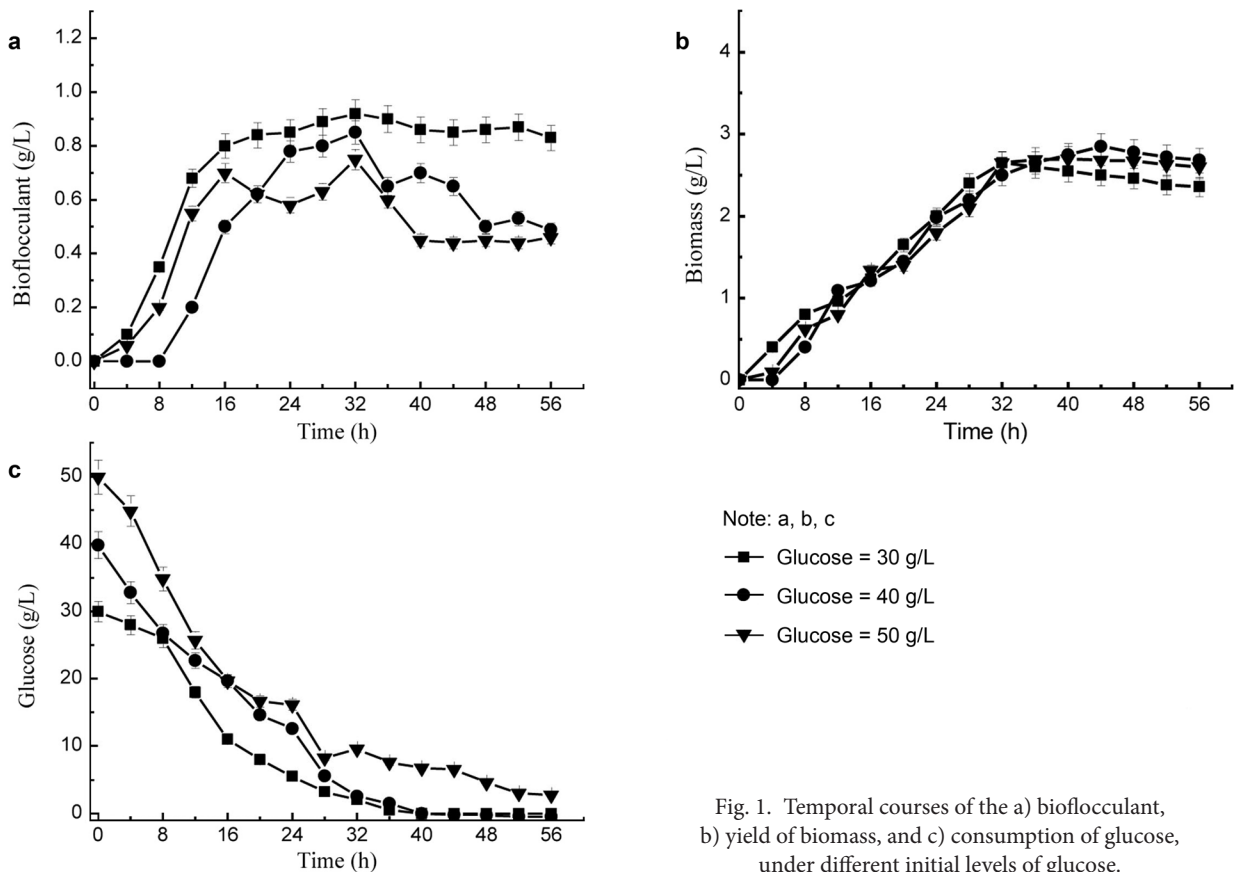 a
Bioflocculant (g/L)
1.2
1.0
0.8
0.6
0.4
0.2
0.0
0 8 16 24 32 40 48 56
Time (h)
b
Biomass (g/L)
4
3
2
1
0
0 8 16 24 32 40 48 56
Time (h)
c
Glucose (g/L)
50
40
30
20
10
0
0 8 16 24 32 40 48 56
Time (h)
Note: a, b, c
Glucose = 30 g/L
Glucose = 40 g/L
Glucose = 50 g/L
Fig. 1. Temporal courses of the a) bioflocculant,
b) yield of biomass, and c) consumption of glucose,
under different initial levels of glucose.